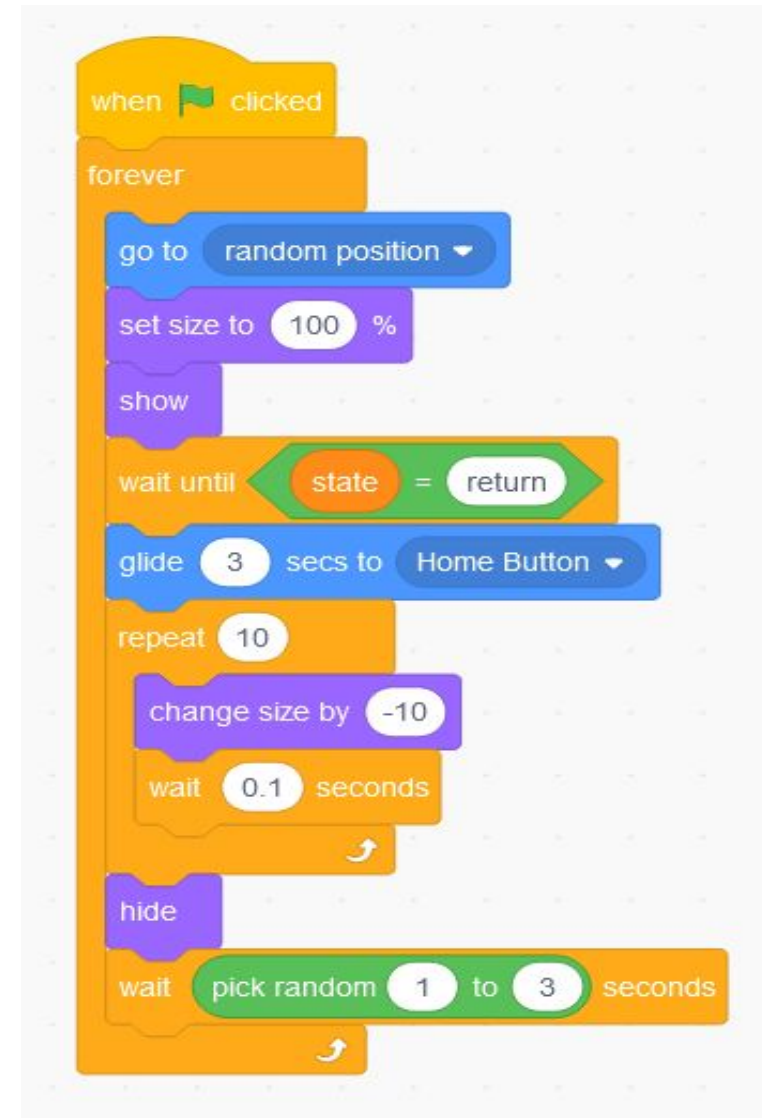 when clicked
forever
go to random position
set size to 100 %
show
wait until state = return
glide 3 secs to Home Button
repeat 10
change size by -10
wait 0.1 seconds
hide
wait pick random 1 to 3 seconds